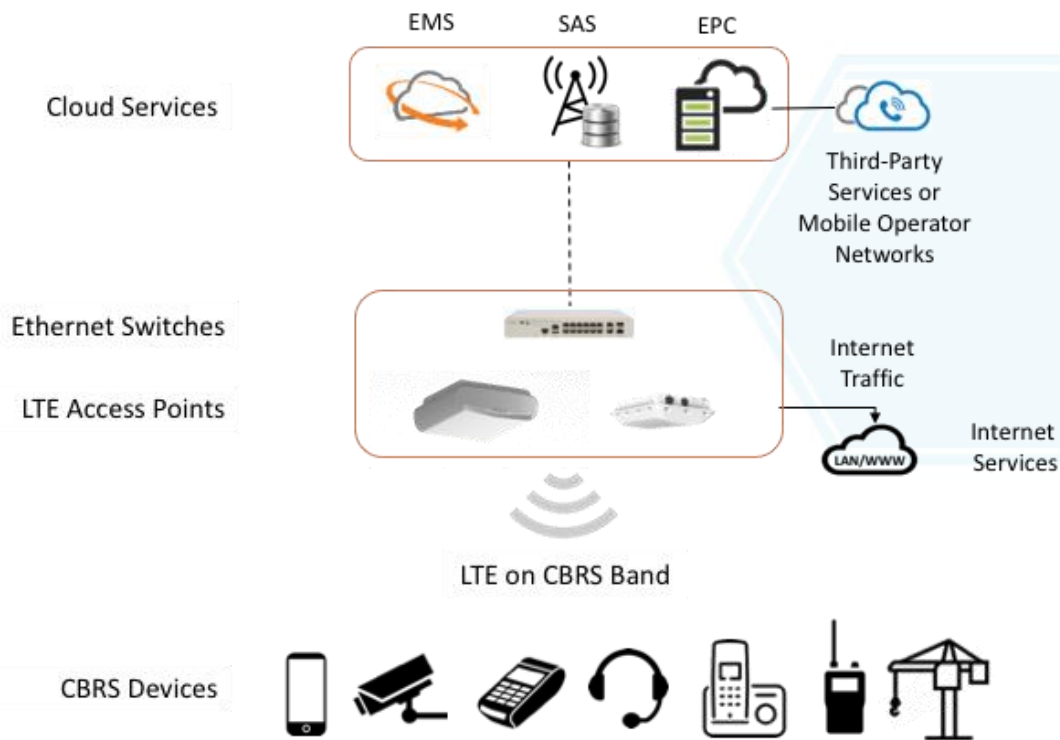 EMS
SAS
EPC
Cloud Services
Third-Party
Services or
Mobile Operator
Networks
Ethernet Switches
Internet
Traffic
LTE Access Points
LAN/WWW
Internet
Services
LTE on CBRS Band
CBRS Devices